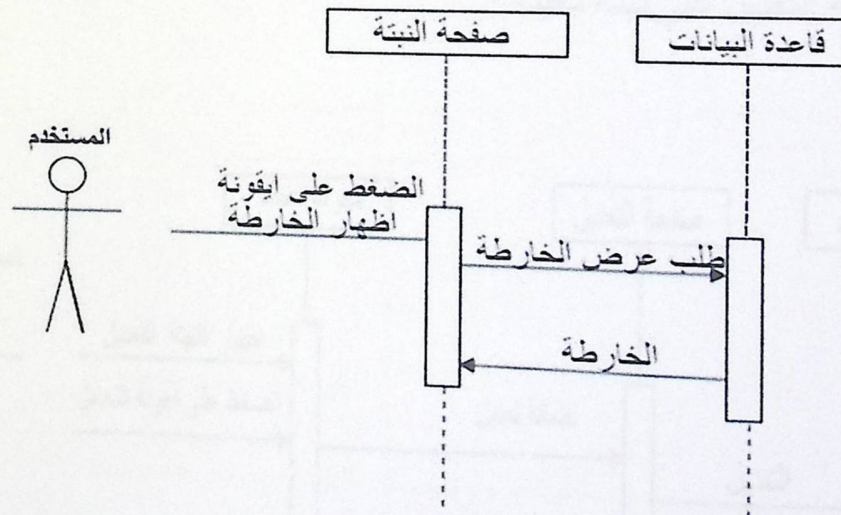 صفحة النبتة
قاعدة البيانات
المستخدم
الضغط على ايقونة
اظهار الخارطة
طلب عرض الخارطة
الخارطة